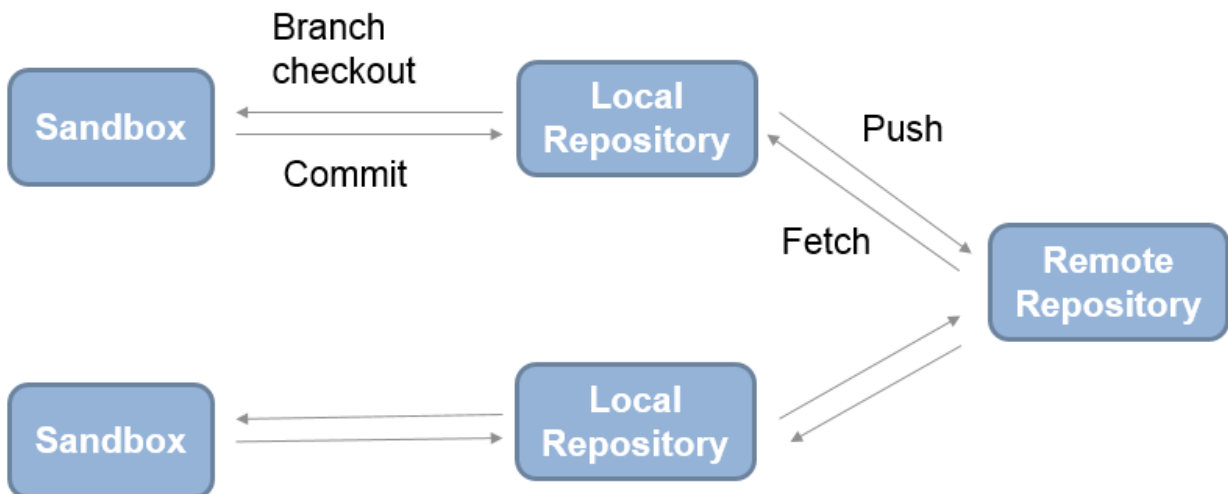 Branch
checkout
Sandbox
Local
Repository
Commit
Push
Fetch
Remote
Repository
Sandbox
Local
Repository